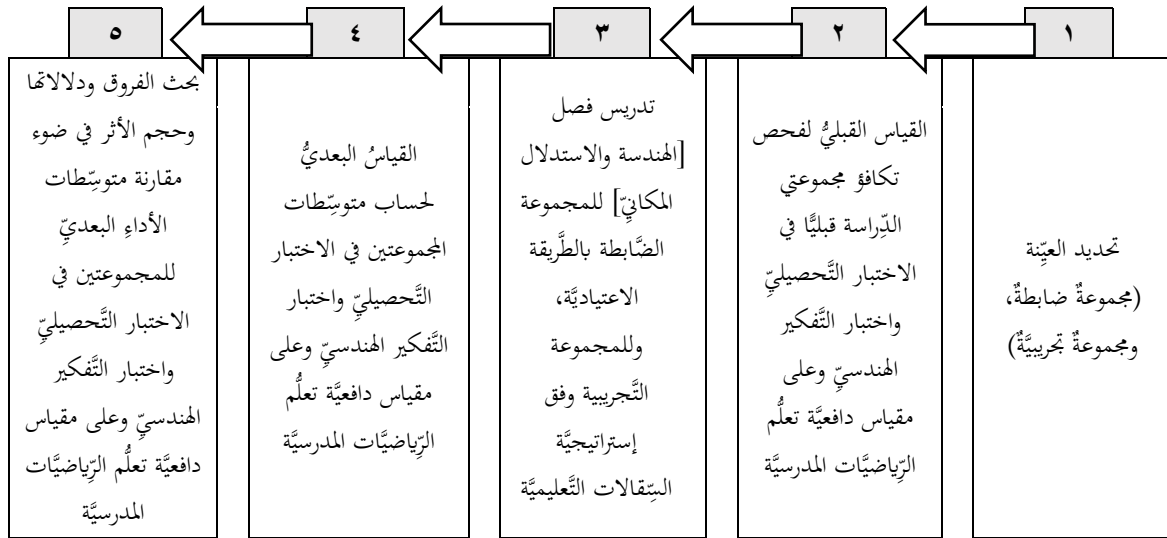 ١
تحديد العيِّنة
(مجموعةٌ ضابطةٌ،
ومجموعةٌ تجريبيَّةٌ)
٢
القياس القبليُّ لفحص
تكافؤ مجموعتي
الدِّراسة قبليًّا في
الاختبار التَّحصيليِّ
واختبار التَّفكير
الهندسيِّ وعلى
مقياس دافعيَّة تعلُّم
الرِّياضيَّات المدرسيَّة
٣
تدريس فصل
[الهندسة والاستدلال
المكانيّ] للمجموعة
الضَّابطة بالطَّريقة
الاعتياديَّة،
وللمجموعة
التَّجريبية وفق
إستراتيجيَّة
السِّقالات التَّعليميَّة
٤
القياسُ البعديُّ
لحساب متوسِّطات
المجموعتين في الاختبار
التَّحصيليِّ واختبار
التَّفكير الهندسيِّ وعلى
مقياس دافعيَّة تعلُّم
الرِّياضيَّات المدرسيَّة
٥
بحث الفروق ودلالاتها
وحجم الأثر في ضوء
مقارنة متوسِّطات
الأداءِ البعديِّ
للمجموعتين في
الاختبار التَّحصيليِّ
واختبار التَّفكير
الهندسيِّ وعلى مقياس
دافعيَّة تعلُّم الرِّياضيَّات
المدرسيَّة